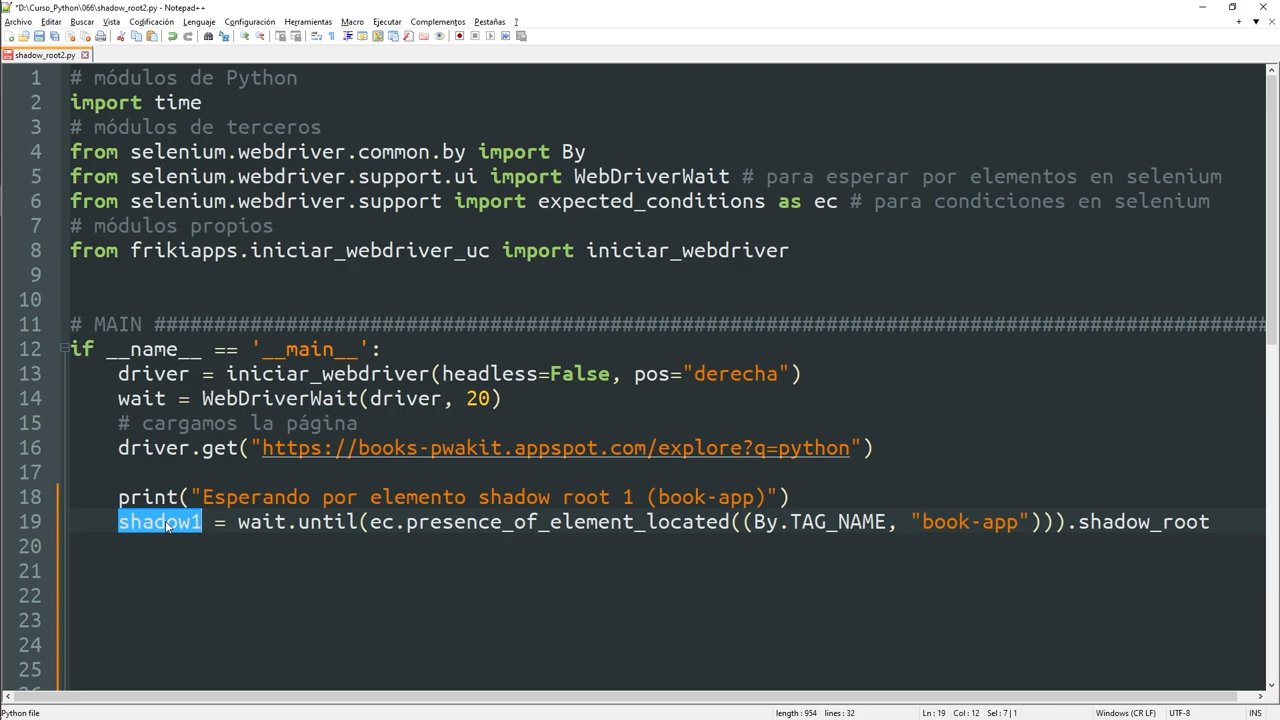 *D:\Curso_Python\066\shadow_root2.py - Notepad++
Archivo Editar Buscar Vista Codificación Lenguaje Configuración Herramientas Macro Ejecutar Complementos Pestañas ?
shadow_root2.py
1 # módulos de Python
2 import time
3 # módulos de terceros
4 from selenium.webdriver.common.by import By
5 from selenium.webdriver.support.ui import WebDriverWait # para esperar por elementos en selenium
6 from selenium.webdriver.support import expected_conditions as ec # para condiciones en selenium
7 # módulos propios
8 from frikiapps.iniciar_webdriver_uc import iniciar_webdriver
9
10
11 # MAIN ################################################################################################
12 if __name__ == '__main__':
13 driver = iniciar_webdriver(headless=False, pos="derecha")
14 wait = WebDriverWait(driver, 20)
15 # cargamos la página
16 driver.get("https://books-pwakit.appspot.com/explore?q=python")
17
18 print("Esperando por elemento shadow root 1 (book-app)")
19 shadow1 = wait.until(ec.presence_of_element_located((By.TAG_NAME, "book-app"))).shadow_root
20
21
22
23
24
25
Python file length : 954 lines : 32 Ln : 19 Col : 12 Sel : 7 | 1 Windows (CR LF) UTF-8 INS